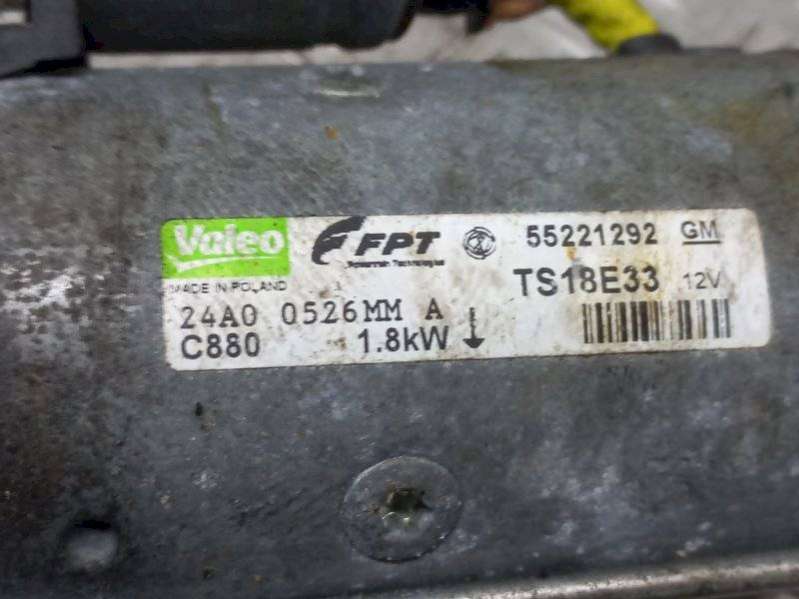 Valeo
FPT
Powertrain Technologies
55221292 GM
MADE IN POLAND
TS18E33 12V
24A0 0526MM A
C880 1.8kW